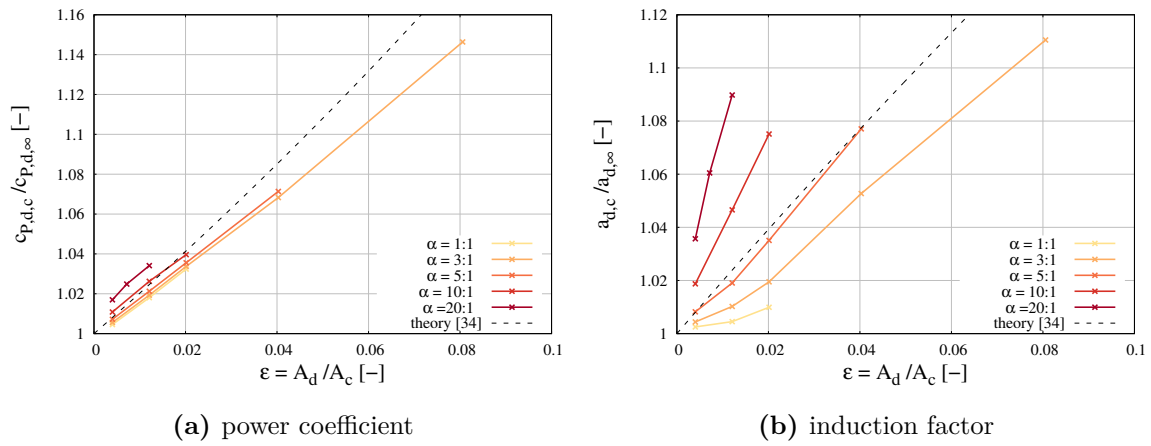 1.16
1.14
1.12
1.1
1.08
1.06
1.04
1.02
1
c_P,d,c /c_P,d,∞ [−]
0
0.02
0.04
0.06
0.08
0.1
ε = A_d /A_c [−]
α = 1:1
α = 3:1
α = 5:1
α = 10:1
α =20:1
theory [34]
(a) power coefficient
1.12
1.1
1.08
1.06
1.04
1.02
1
a_d,c /a_d,∞ [−]
0
0.02
0.04
0.06
0.08
0.1
ε = A_d /A_c [−]
α = 1:1
α = 3:1
α = 5:1
α = 10:1
α =20:1
theory [34]
(b) induction factor